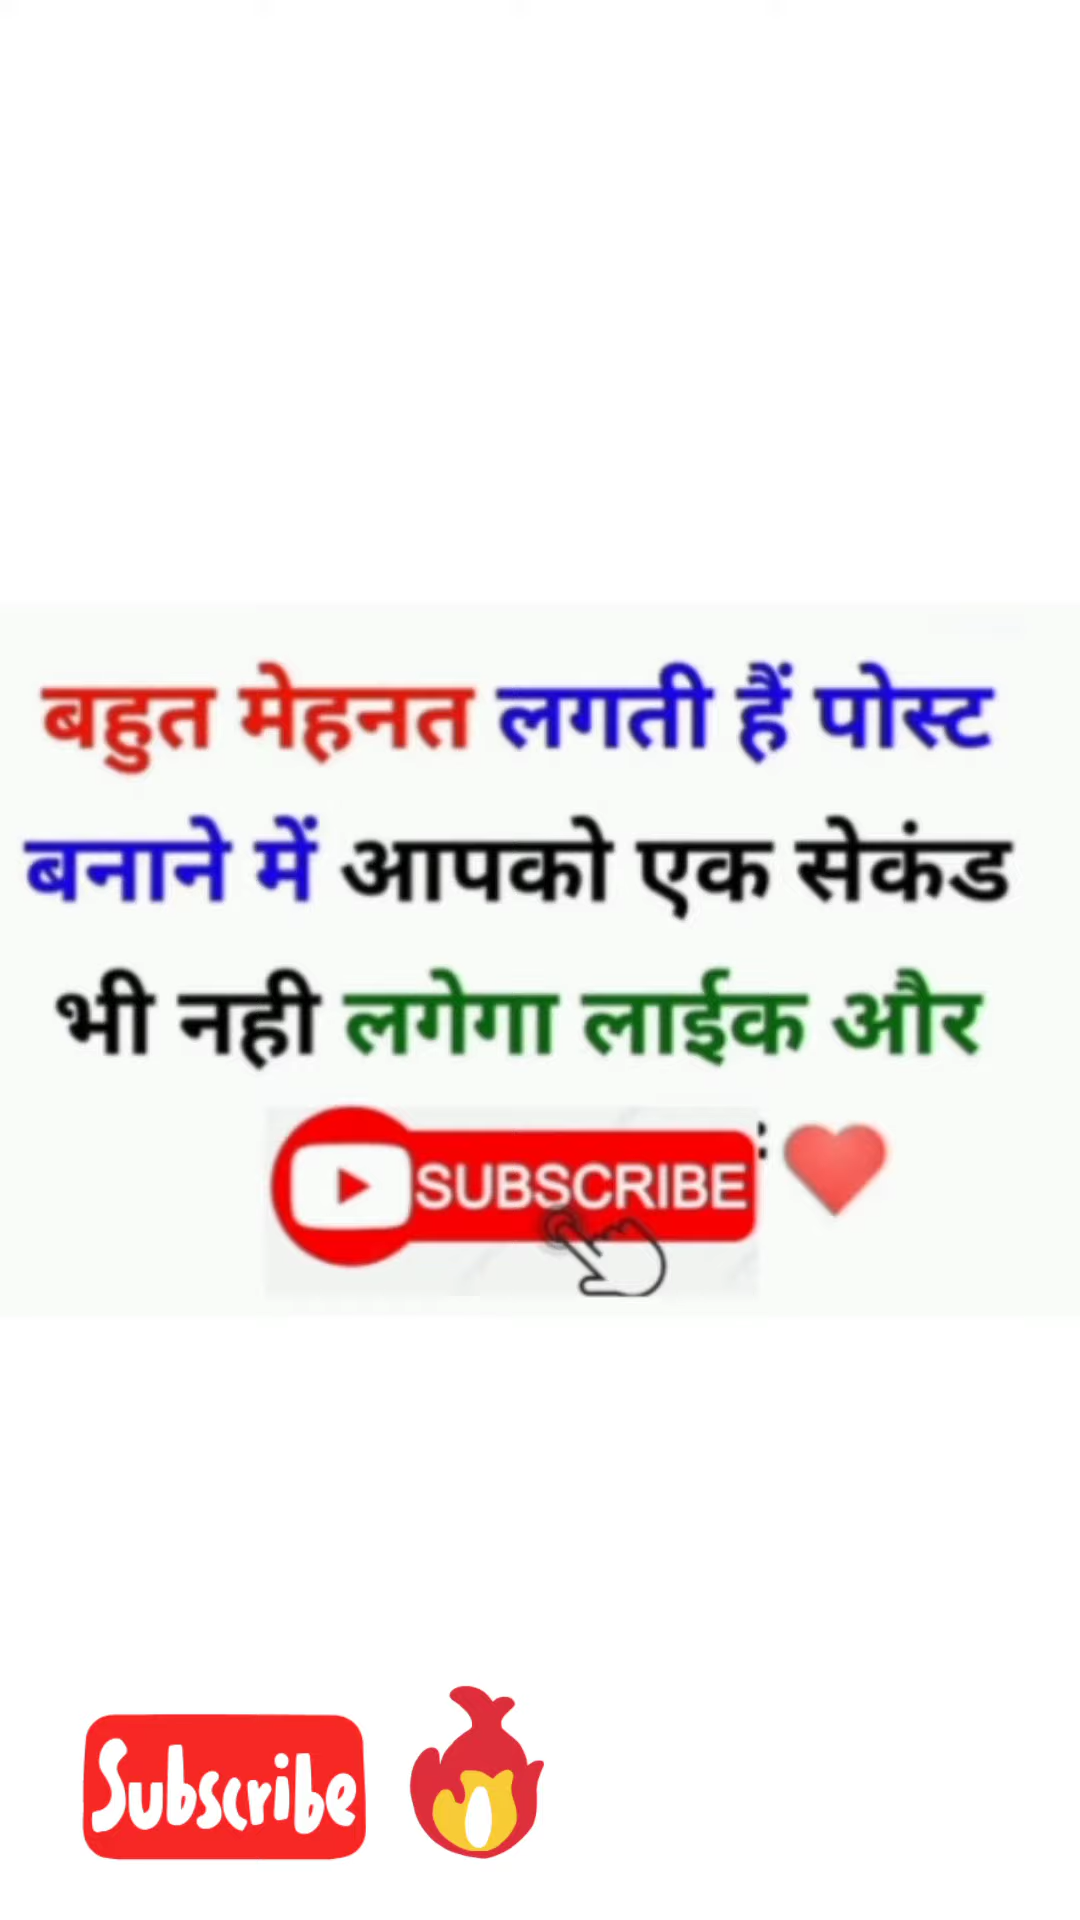 बहुत मेहनत लगती हैं पोस्ट
बनाने में आपको एक सेकंड
भी नही लगेगा लाईक और
SUBSCRIBE :
Subscribe